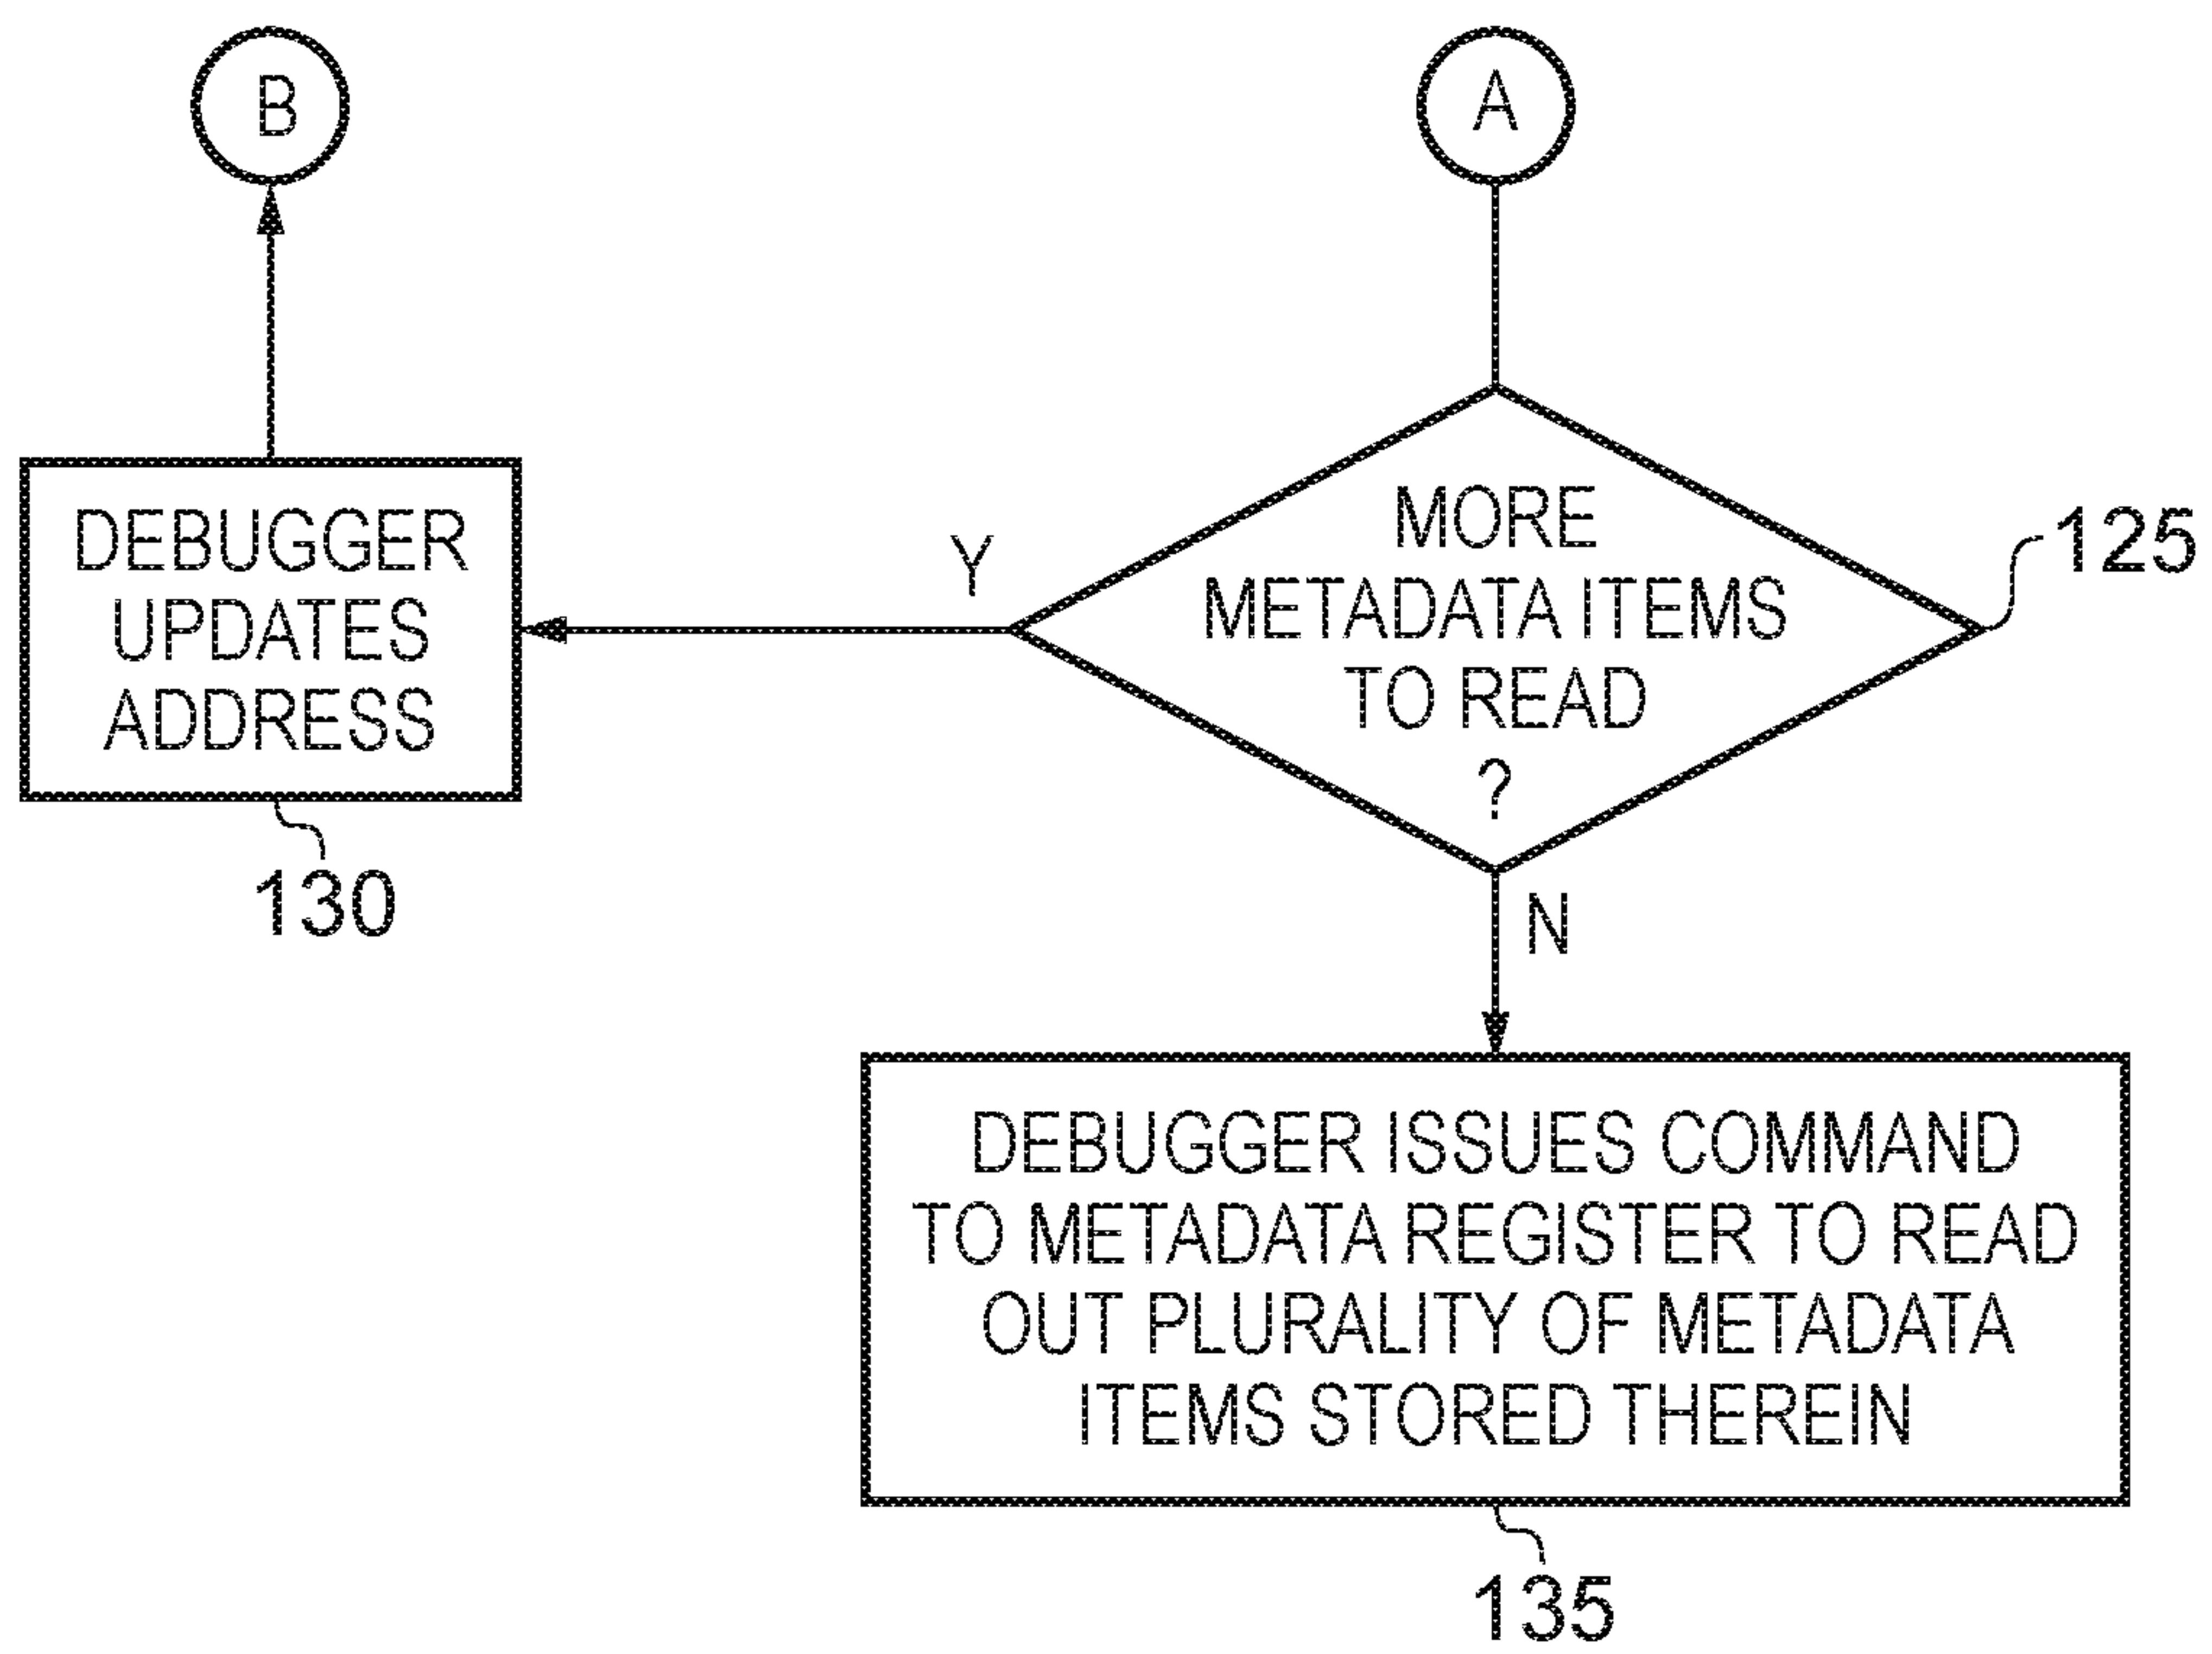 B
A
MORE
METADATA ITEMS
TO READ
?
125
Y
DEBUGGER
UPDATES
ADDRESS
130
N
DEBUGGER ISSUES COMMAND
TO METADATA REGISTER TO READ
OUT PLURALITY OF METADATA
ITEMS STORED THEREIN
135